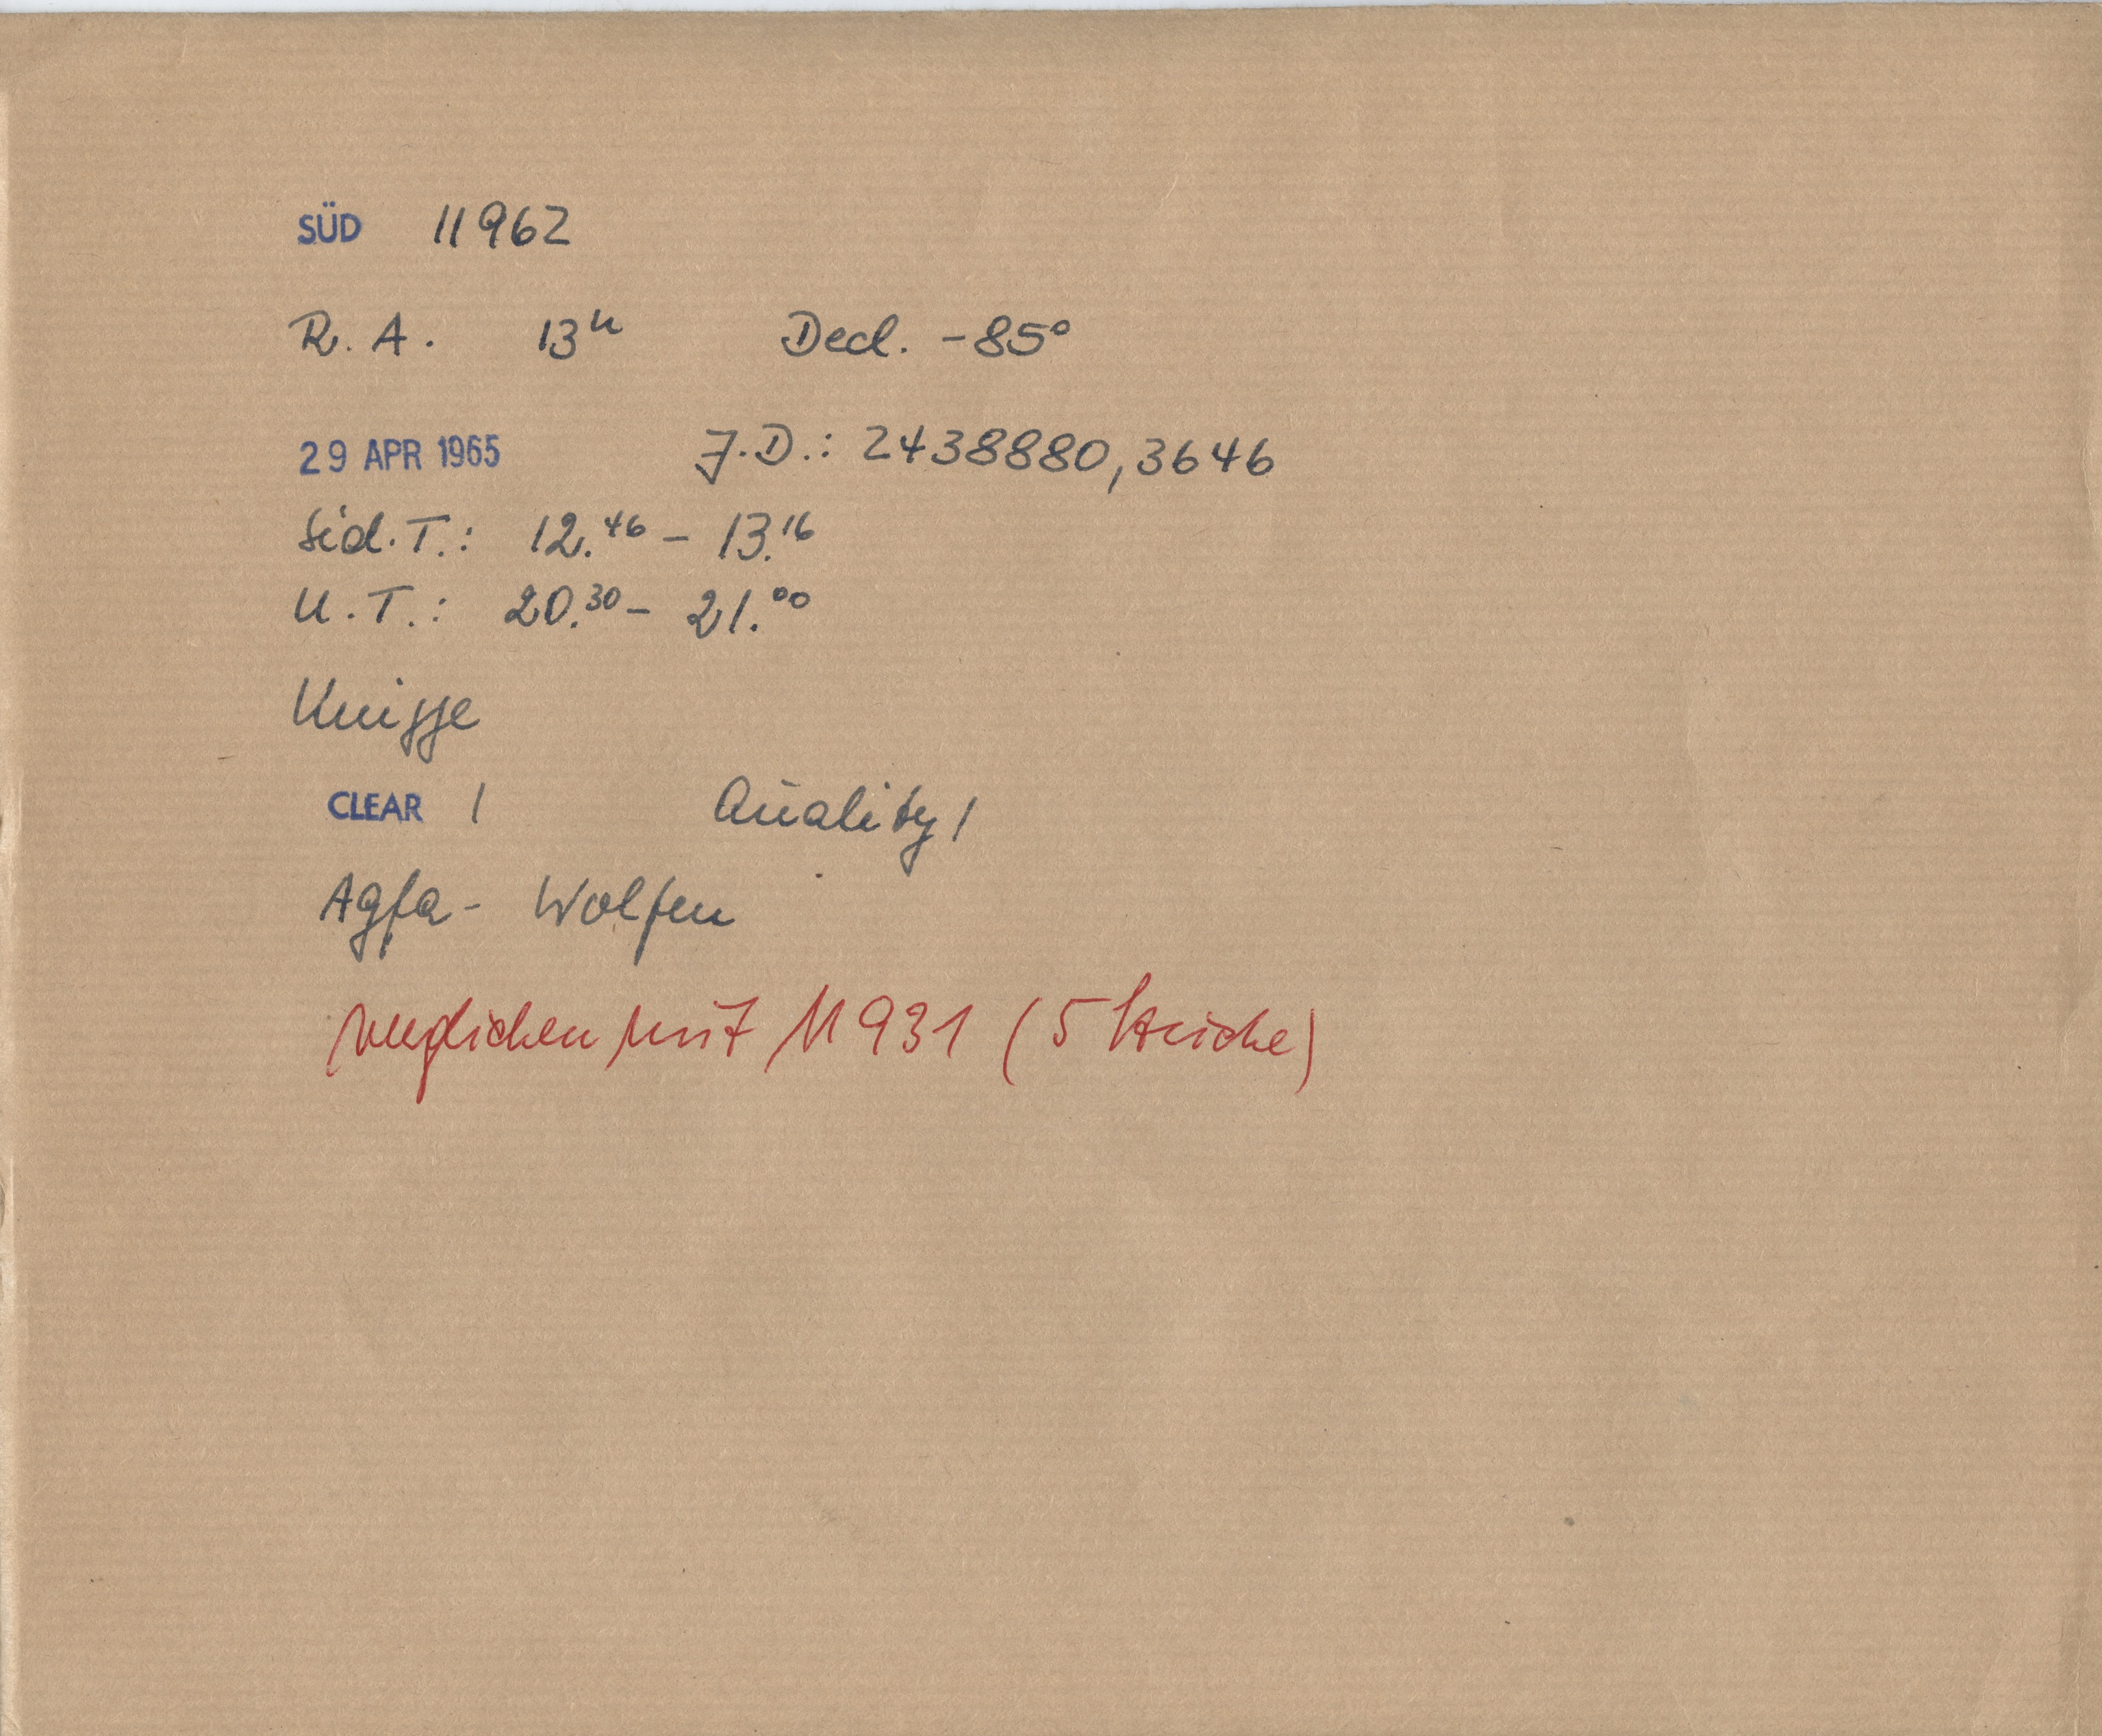 SÜD 11962
R. A. 13ʰ Decl. -85°
29 APR 1965 J.D.: 2438880,3646
Sid.T.: 12.⁴⁶ - 13.¹⁶
U.T.: 20.³⁰ - 21.⁰⁰
Knigge
CLEAR 1 Quality 1
Agfa- Wolfen
verglichen mit 11931 (5 Striche)